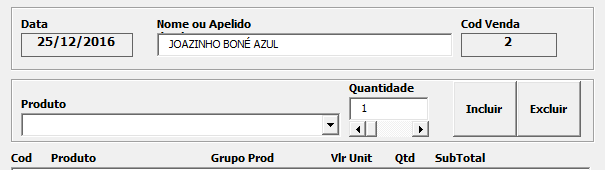 Data Nome ou Apelido Cod Venda
25/12/2016 JOAZINHO BONÉ AZUL 2
Quantidade
Produto 1 Incluir Excluir
Cod Produto Grupo Prod Vlr Unit Qtd SubTotal